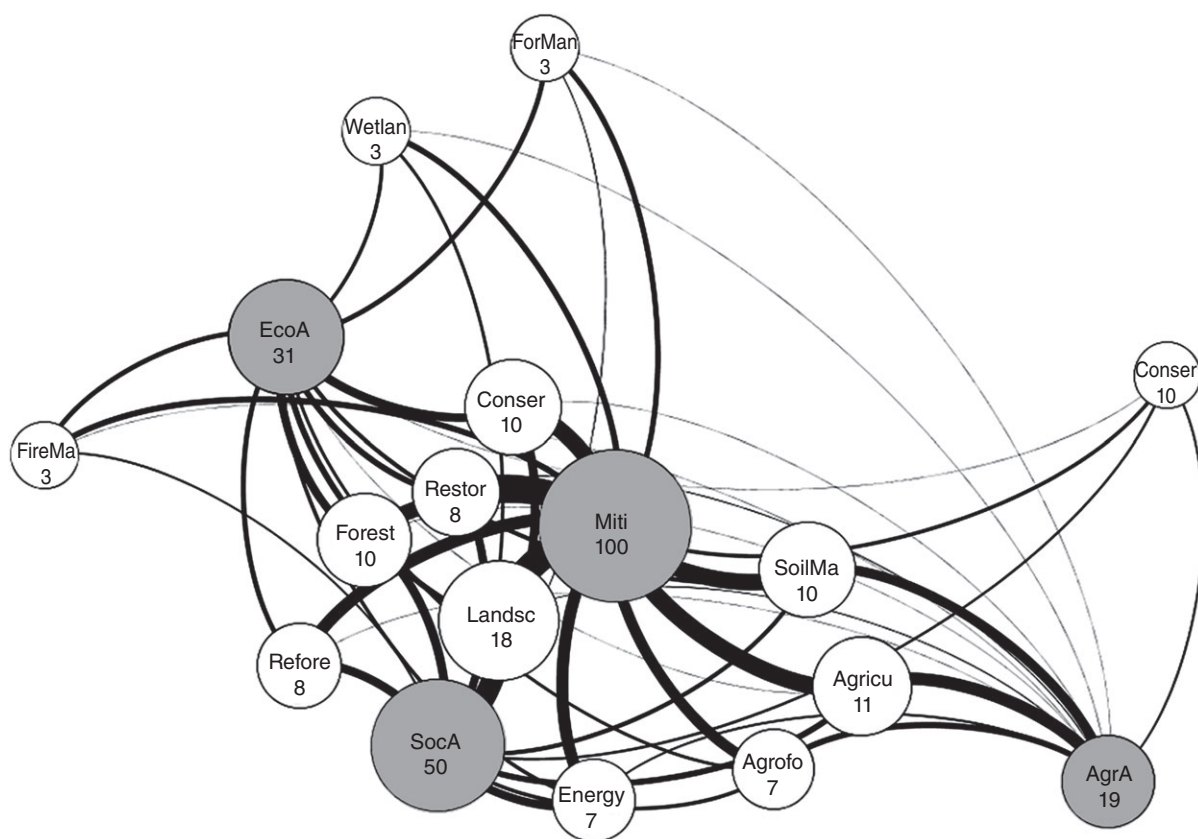 ForMan
3
Wetlan
3
EcoA
31
Conser
10
Conser
10
FireMa
3
Restor
8
Forest
10
Miti
100
SoilMa
10
Landsc
18
Refore
8
Agricu
11
SocA
50
Agrofo
7
AgrA
19
Energy
7